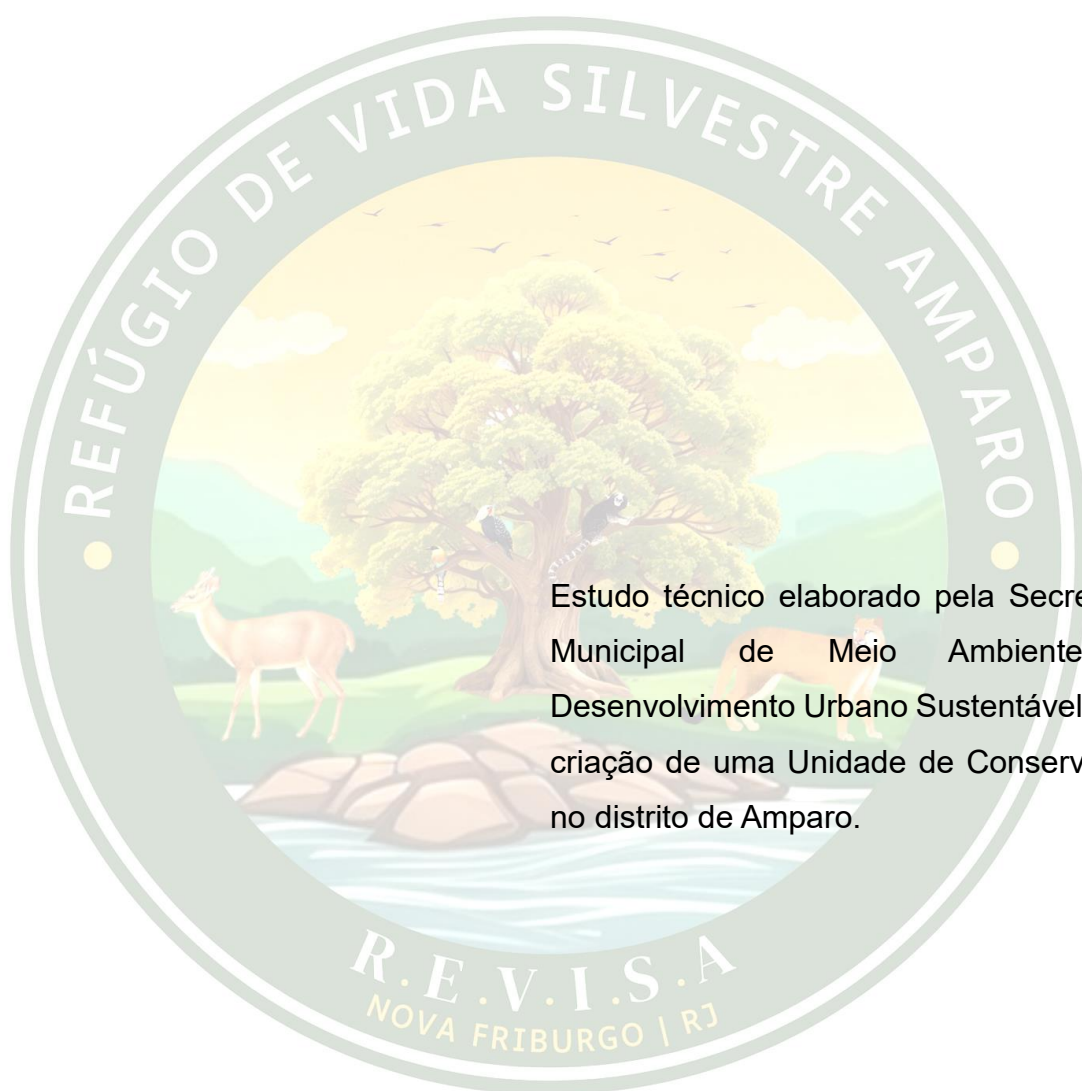 REFÚGIO DE VIDA SILVESTRE AMPARO
Estudo técnico elaborado pela Secre
Municipal de Meio Ambiente
Desenvolvimento Urbano Sustentável
criação de uma Unidade de Conserv
no distrito de Amparo.
R.E.V.I.S.A
NOVA FRIBURGO | RJ